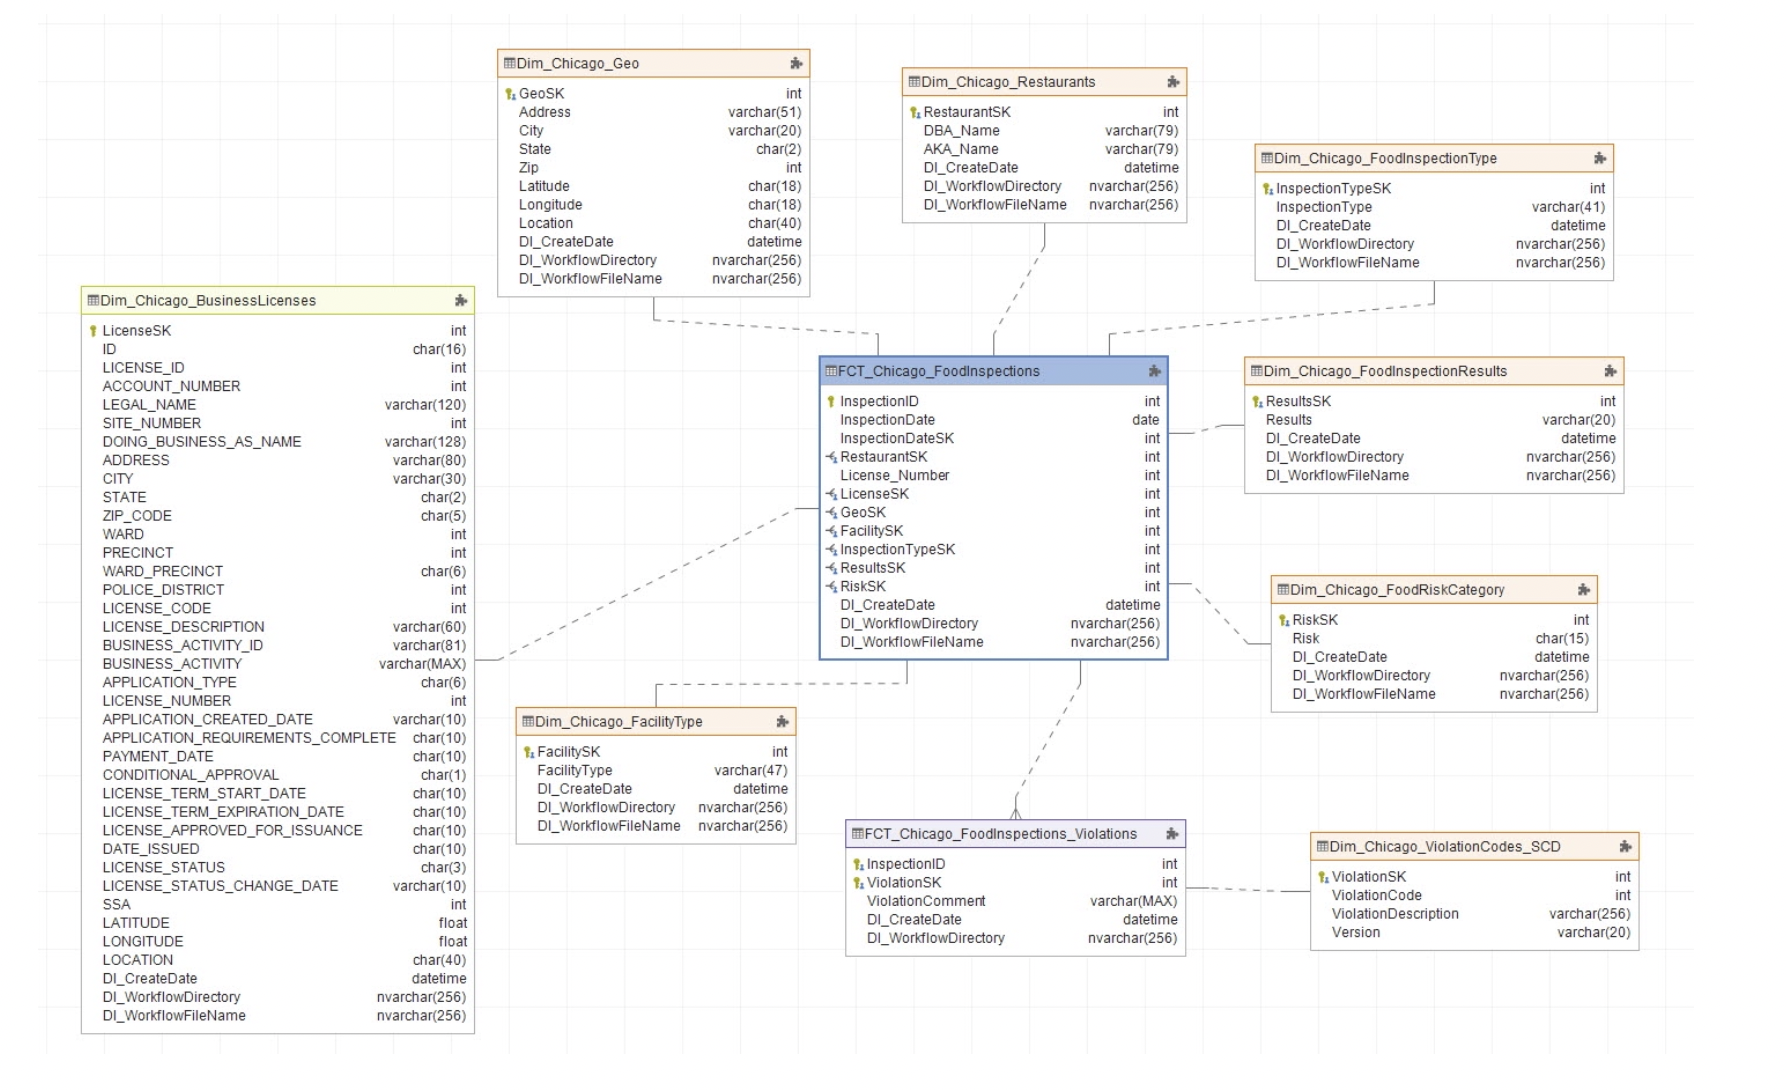 Dim_Chicago_Geo
GeoSK int
Address varchar(51)
City varchar(20)
State char(2)
Zip int
Latitude char(18)
Longitude char(18)
Location char(40)
DI_CreateDate datetime
DI_WorkflowDirectory nvarchar(256)
DI_WorkflowFileName nvarchar(256)
Dim_Chicago_Restaurants
RestaurantSK int
DBA_Name varchar(79)
AKA_Name varchar(79)
DI_CreateDate datetime
DI_WorkflowDirectory nvarchar(256)
DI_WorkflowFileName nvarchar(256)
Dim_Chicago_FoodInspectionType
InspectionTypeSK int
InspectionType varchar(41)
DI_CreateDate datetime
DI_WorkflowDirectory nvarchar(256)
DI_WorkflowFileName nvarchar(256)
Dim_Chicago_BusinessLicenses
LicenseSK int
ID char(16)
LICENSE_ID int
ACCOUNT_NUMBER int
LEGAL_NAME varchar(120)
SITE_NUMBER int
DOING_BUSINESS_AS_NAME varchar(128)
ADDRESS varchar(80)
CITY varchar(30)
STATE char(2)
ZIP_CODE char(5)
WARD int
PRECINCT int
WARD_PRECINCT char(6)
POLICE_DISTRICT int
LICENSE_CODE int
LICENSE_DESCRIPTION varchar(60)
BUSINESS_ACTIVITY_ID varchar(81)
BUSINESS_ACTIVITY varchar(MAX)
APPLICATION_TYPE char(6)
LICENSE_NUMBER int
APPLICATION_CREATED_DATE varchar(10)
APPLICATION_REQUIREMENTS_COMPLETE char(10)
PAYMENT_DATE char(10)
CONDITIONAL_APPROVAL char(1)
LICENSE_TERM_START_DATE char(10)
LICENSE_TERM_EXPIRATION_DATE char(10)
LICENSE_APPROVED_FOR_ISSUANCE char(10)
DATE_ISSUED char(10)
LICENSE_STATUS char(3)
LICENSE_STATUS_CHANGE_DATE varchar(10)
SSA int
LATITUDE float
LONGITUDE float
LOCATION char(40)
DI_CreateDate datetime
DI_WorkflowDirectory nvarchar(256)
DI_WorkflowFileName nvarchar(256)
FCT_Chicago_FoodInspections
InspectionID int
InspectionDate date
InspectionDateSK int
RestaurantSK int
License_Number int
LicenseSK int
GeoSK int
FacilitySK int
InspectionTypeSK int
ResultsSK int
RiskSK int
DI_CreateDate datetime
DI_WorkflowDirectory nvarchar(256)
DI_WorkflowFileName nvarchar(256)
Dim_Chicago_FoodInspectionResults
ResultsSK int
Results varchar(20)
DI_CreateDate datetime
DI_WorkflowDirectory nvarchar(256)
DI_WorkflowFileName nvarchar(256)
Dim_Chicago_FoodRiskCategory
RiskSK int
Risk char(15)
DI_CreateDate datetime
DI_WorkflowDirectory nvarchar(256)
DI_WorkflowFileName nvarchar(256)
Dim_Chicago_FacilityType
FacilitySK int
FacilityType varchar(47)
DI_CreateDate datetime
DI_WorkflowDirectory nvarchar(256)
DI_WorkflowFileName nvarchar(256)
FCT_Chicago_FoodInspections_Violations
InspectionID int
ViolationSK int
ViolationComment varchar(MAX)
DI_CreateDate datetime
DI_WorkflowDirectory nvarchar(256)
Dim_Chicago_ViolationCodes_SCD
ViolationSK int
ViolationCode int
ViolationDescription varchar(256)
Version varchar(20)